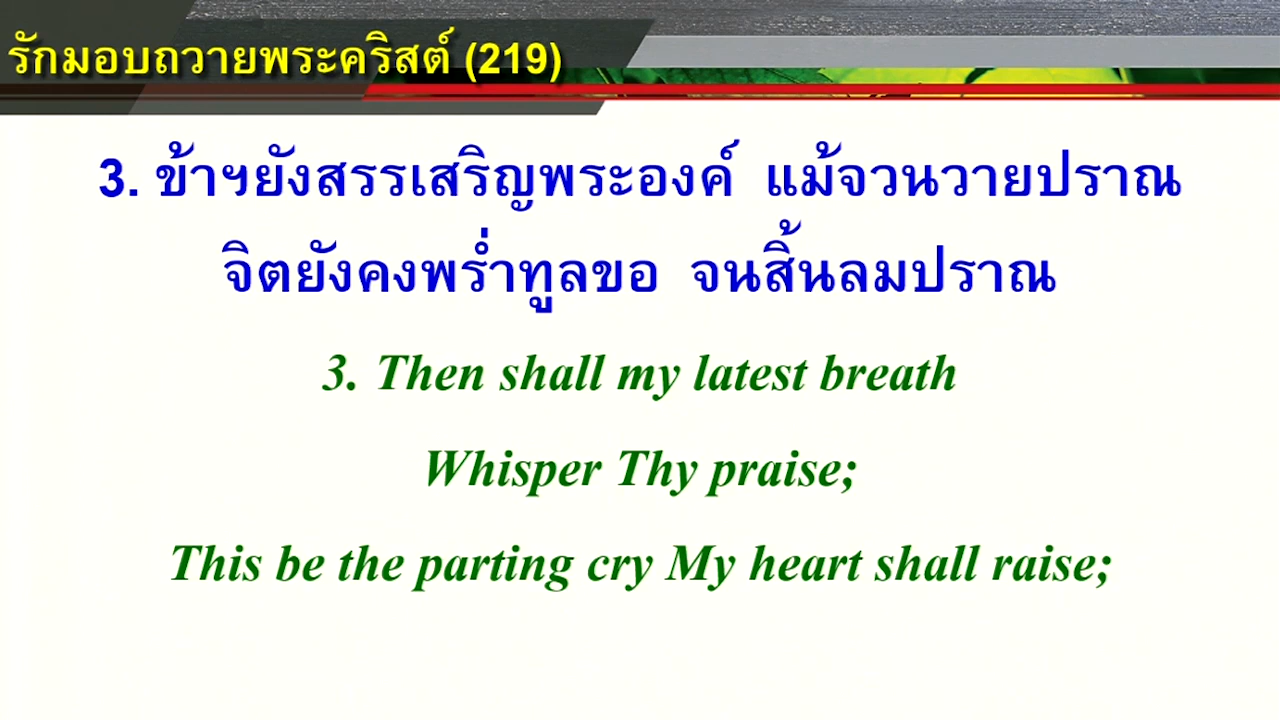 รักมอบถวายพระคริสต์ (219)
3. ข้าฯยังสรรเสริญพระองค์ แม้จวนวายปราณ
จิตยังคงพร่ำทูลขอ จนสิ้นลมปราณ
3. Then shall my latest breath
Whisper Thy praise;
This be the parting cry My heart shall raise;